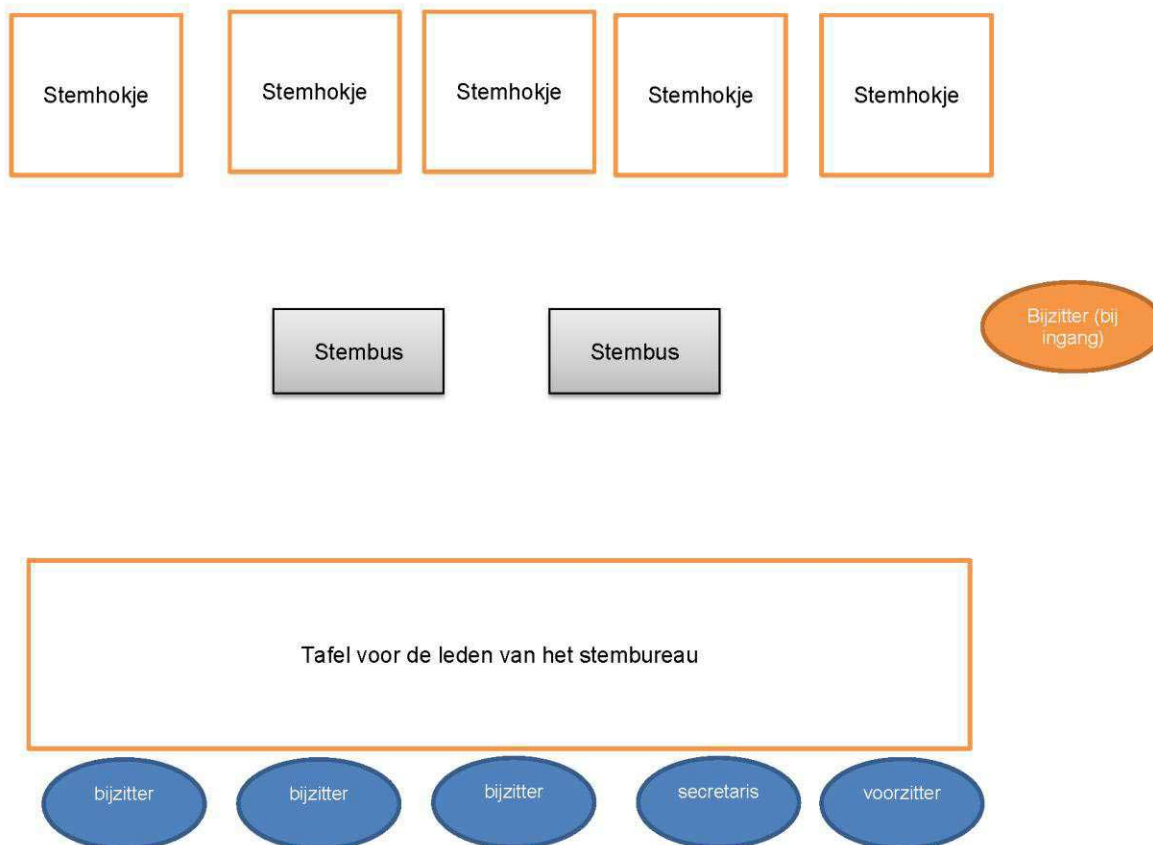 Stemhokje
Stemhokje
Stemhokje
Stemhokje
Stemhokje
Bijzitter (bij
ingang)
Stembus
Stembus
Tafel voor de leden van het stembureau
bijzitter
bijzitter
bijzitter
secretaris
voorzitter